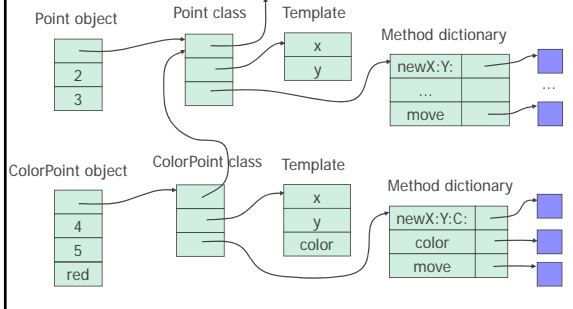 Point object
Point class
Template
Method dictionary
2
3
x
y
newX:Y:
...
move
...
ColorPoint object
ColorPoint class
Template
Method dictionary
4
5
red
x
y
color
newX:Y:C:
color
move